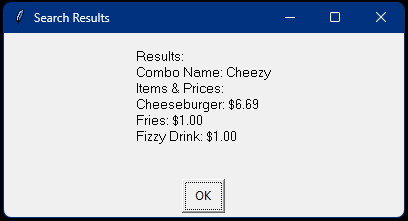 Search Results
Results:
Combo Name: Cheezy
Items & Prices:
Cheeseburger: $6.69
Fries: $1.00
Fizzy Drink: $1.00
OK